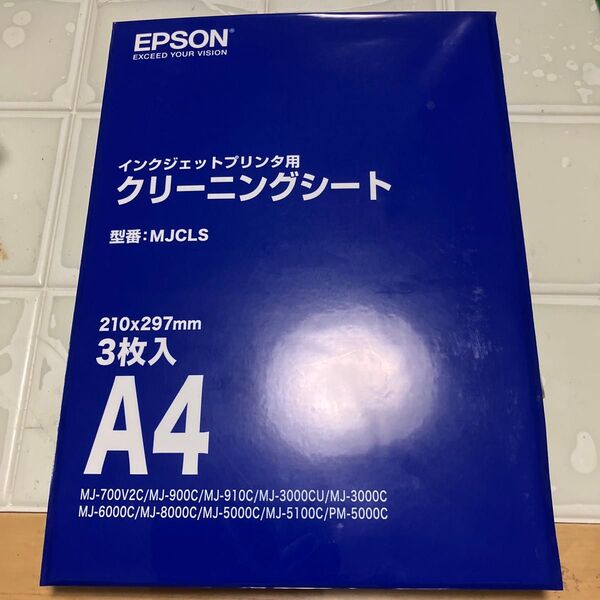 EPSON®
EXCEED YOUR VISION
インクジェットプリンタ用
クリーニングシート
型番：MJCLS
210x297mm
3枚入
A4
MJ-700V2C/MJ-900C/MJ-910C/MJ-3000CU/MJ-3000C
MJ-6000C/MJ-8000C/MJ-5000C/MJ-5100C/PM-5000C